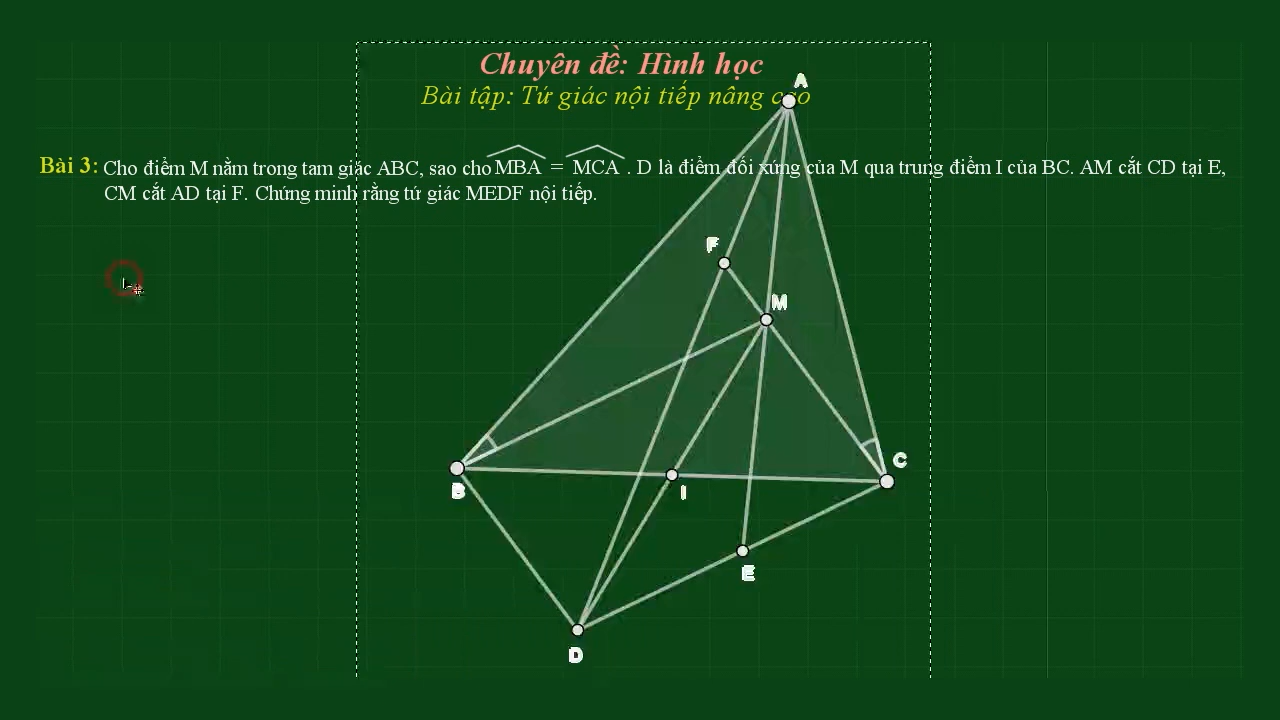 Chuyên đề: Hình học
Bài tập: Tứ giác nội tiếp nâng cao
Bài 3: Cho điểm M nằm trong tam giác ABC, sao cho MBA = MCA . D là điểm đối xứng của M qua trung điểm I của BC. AM cắt CD tại E,
CM cắt AD tại F. Chứng minh rằng tứ giác MEDF nội tiếp.
A
F
M
C
B
I
E
D